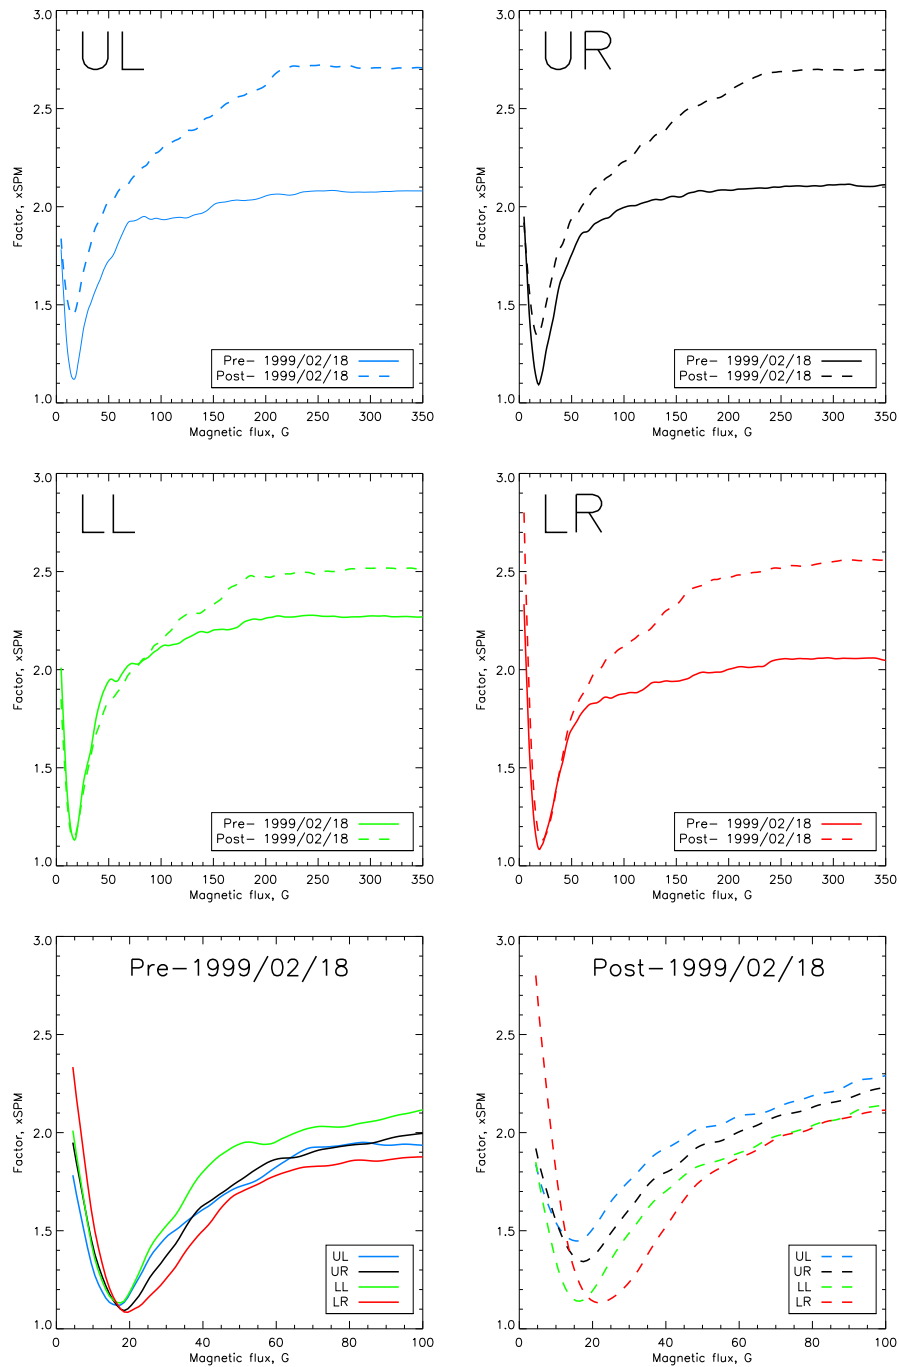 UL
3.0
2.5
2.0
1.5
1.0
Factor, xSPM
Pre- 1999/02/18
Post- 1999/02/18
0 50 100 150 200 250 300 350
Magnetic flux, G
UR
3.0
2.5
2.0
1.5
1.0
Factor, xSPM
Pre- 1999/02/18
Post- 1999/02/18
0 50 100 150 200 250 300 350
Magnetic flux, G
LL
3.0
2.5
2.0
1.5
1.0
Factor, xSPM
Pre- 1999/02/18
Post- 1999/02/18
0 50 100 150 200 250 300 350
Magnetic flux, G
LR
3.0
2.5
2.0
1.5
1.0
Factor, xSPM
Pre- 1999/02/18
Post- 1999/02/18
0 50 100 150 200 250 300 350
Magnetic flux, G
Pre-1999/02/18
3.0
2.5
2.0
1.5
1.0
Factor, xSPM
UL
UR
LL
LR
0 20 40 60 80 100
Magnetic flux, G
Post-1999/02/18
3.0
2.5
2.0
1.5
1.0
Factor, xSPM
UL
UR
LL
LR
0 20 40 60 80 100
Magnetic flux, G